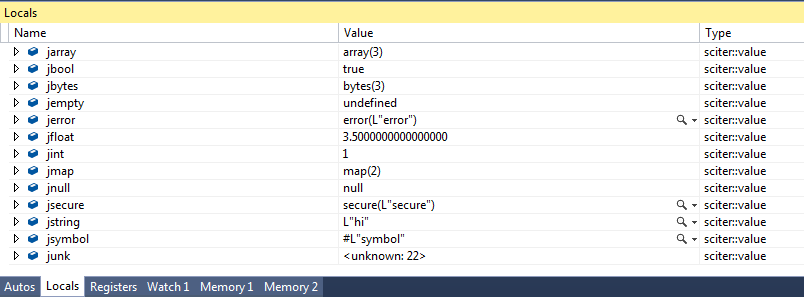 Locals
Name Value Type
jarray array(3) sciter::value
jbool true sciter::value
jbytes bytes(3) sciter::value
jempty undefined sciter::value
jerror error(L"error") sciter::value
jfloat 3.5000000000000000 sciter::value
jint 1 sciter::value
jmap map(2) sciter::value
jnull null sciter::value
jsecure secure(L"secure") sciter::value
jstring L"hi" sciter::value
jsymbol #L"symbol" sciter::value
junk <unknown: 22> sciter::value
Autos Locals Registers Watch 1 Memory 1 Memory 2